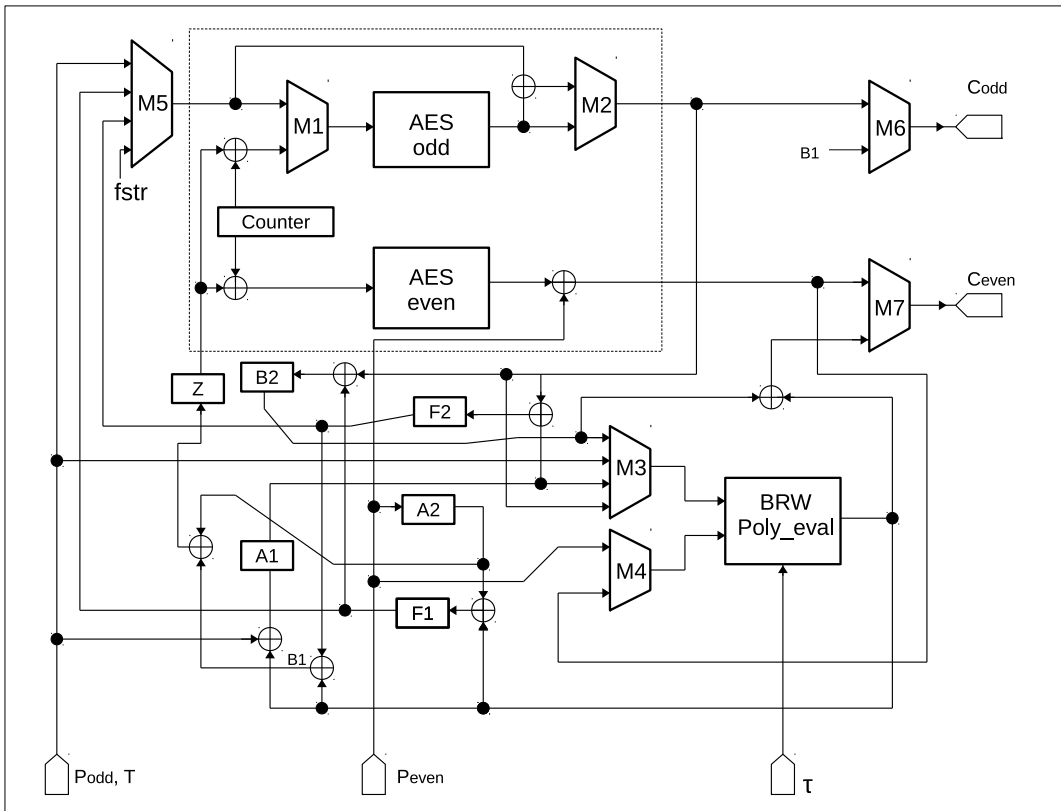 M5
fstr
M1
AES
odd
M2
Counter
AES
even
M6
B1
Codd
M7
Ceven
Z
B2
F2
M3
A2
BRW
Poly_eval
A1
M4
F1
B1
Podd, T
Peven
τ